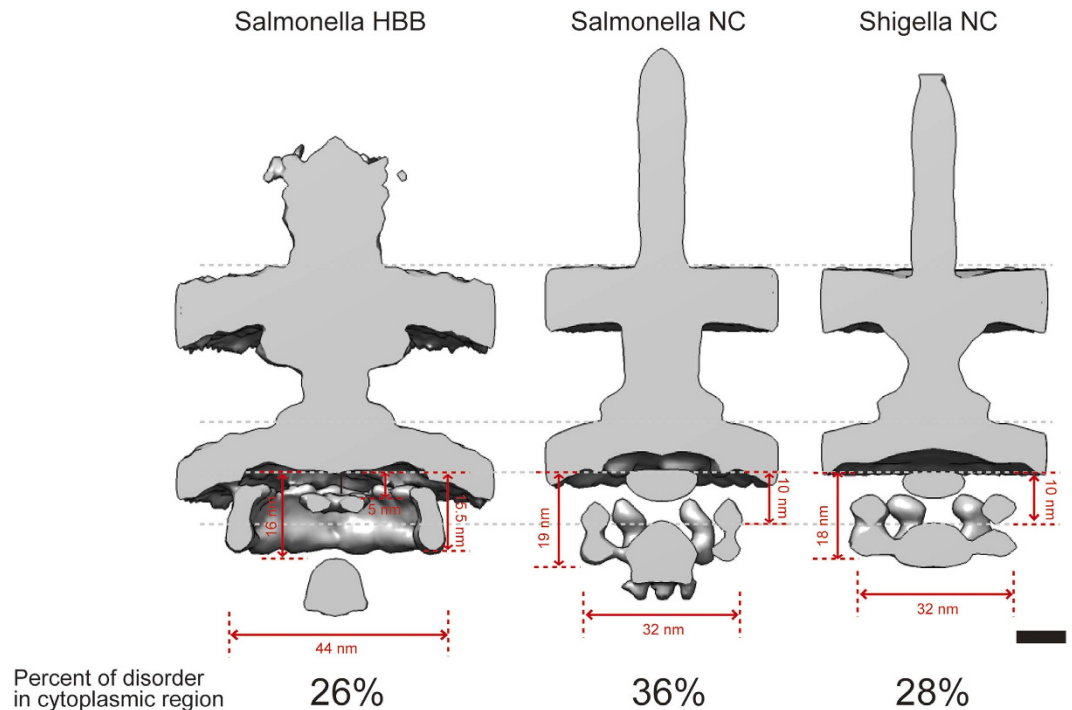 Salmonella HBB
Salmonella NC
Shigella NC
16 nm
5 nm
15.5 nm
19 nm
10 nm
18 nm
10 nm
44 nm
32 nm
32 nm
Percent of disorder
in cytoplasmic region
26%
36%
28%